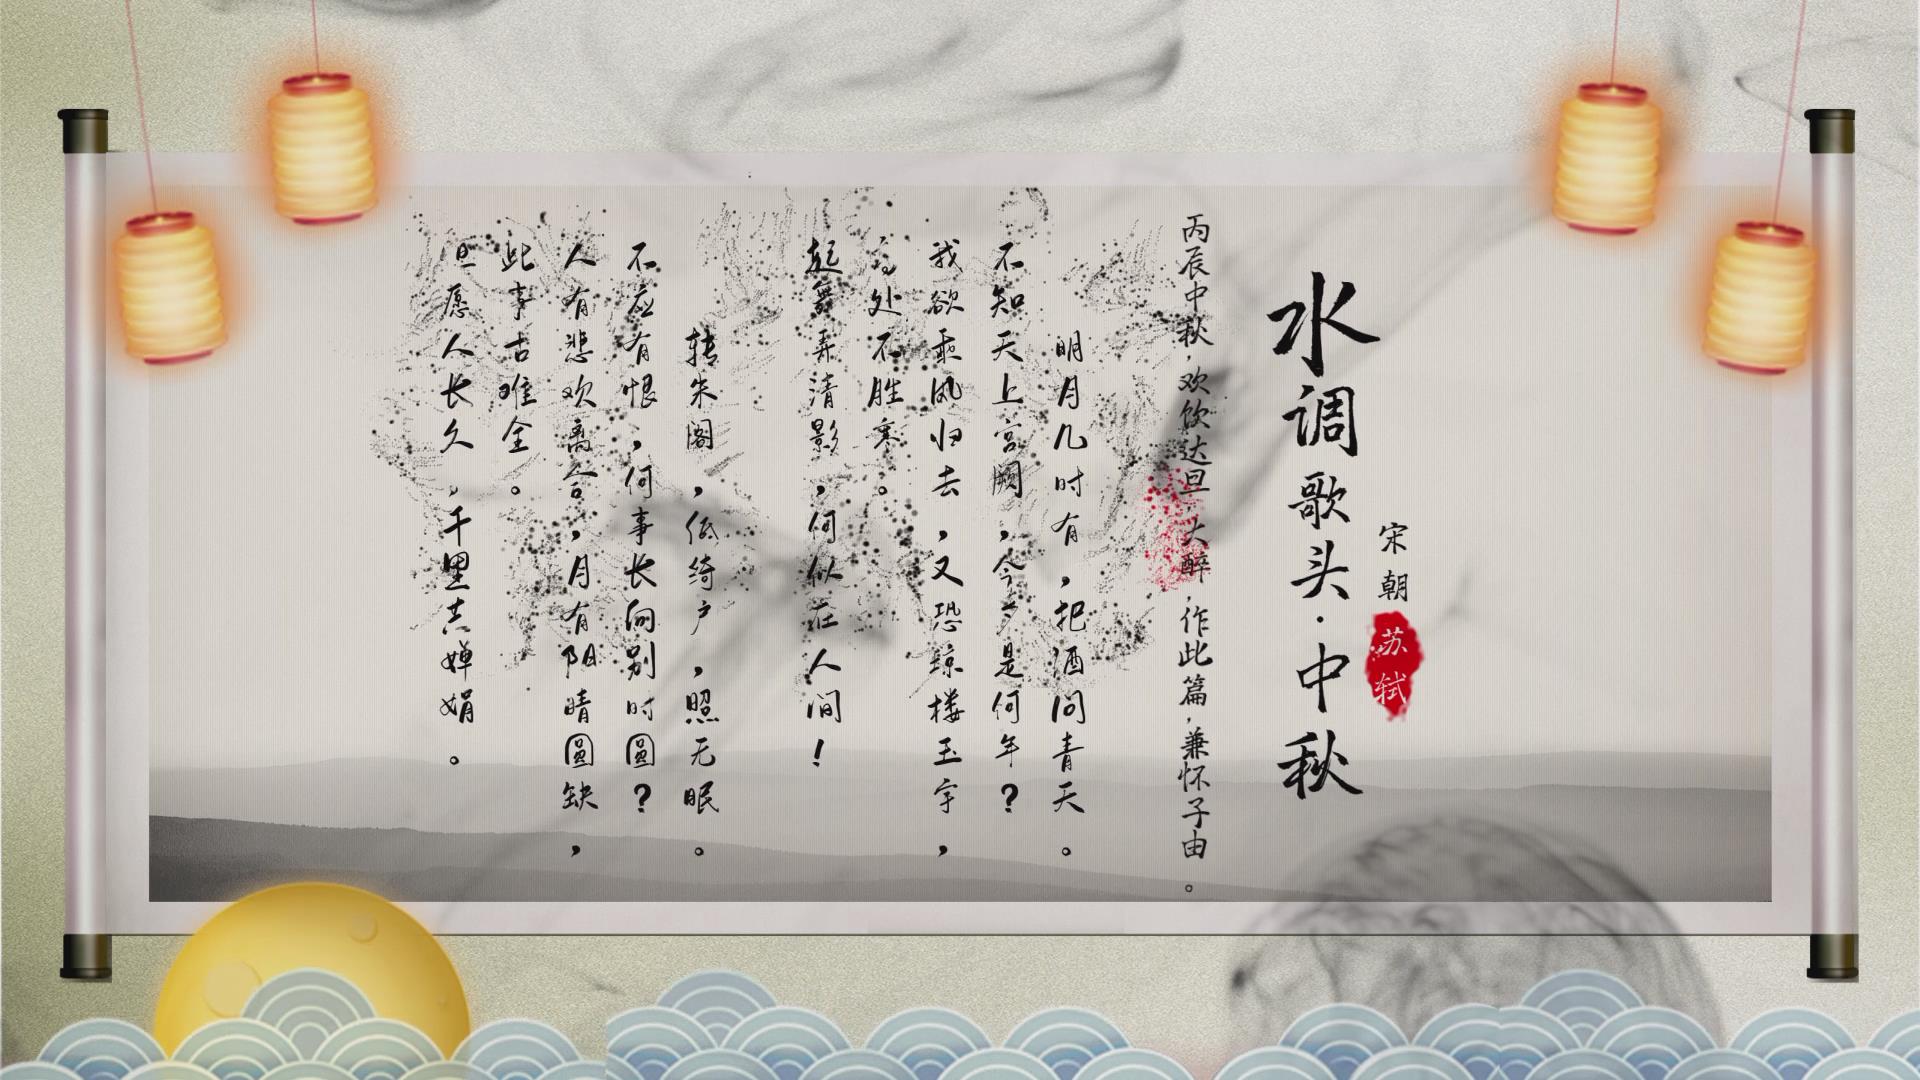 宋朝苏轼
水调歌头·中秋
丙辰中秋，欢饮达旦，大醉，作此篇，兼怀子由。
明月几时有，把酒问青天。
不知天上宫阙，今夕是何年？
我欲乘风归去，又恐琼楼玉宇，
高处不胜寒。
起舞弄清影，何似在人间！
转朱阁，低绮户，照无眠。
不应有恨，何事长向别时圓？
人有悲欢离合，月有阴晴圓缺，
此事古难全。
但愿人长久，千里共婵娟。